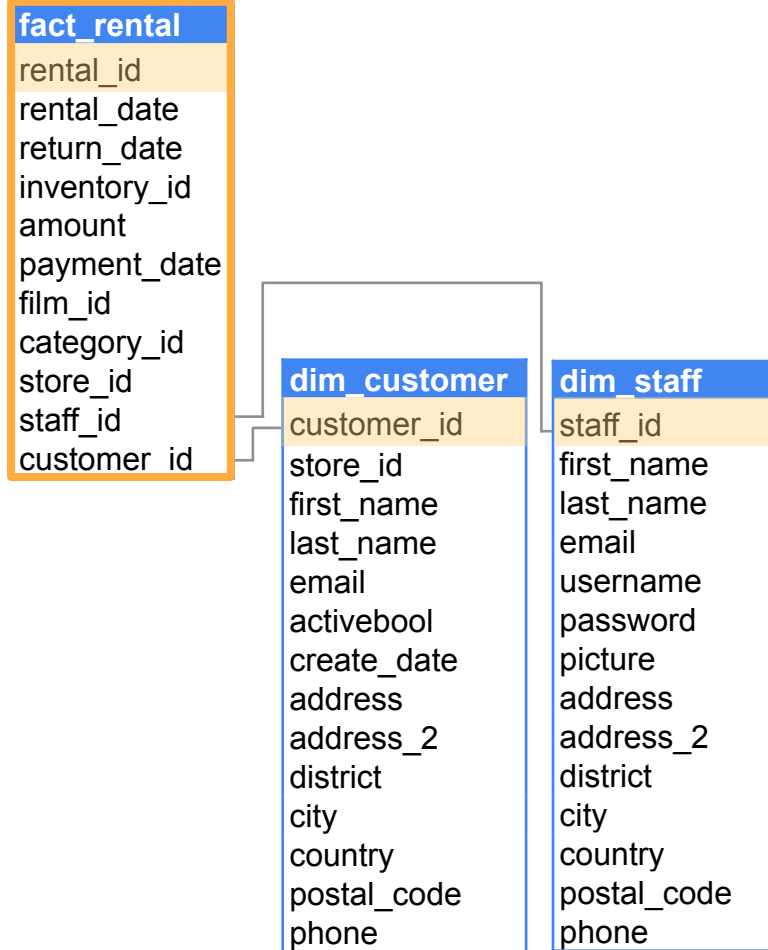 fact_rental
rental_id
rental_date
return_date
inventory_id
amount
payment_date
film_id
category_id
store_id
staff_id
customer_id
dim_customer
customer_id
store_id
first_name
last_name
email
activebool
create_date
address
address_2
district
city
country
postal_code
phone
dim_staff
staff_id
first_name
last_name
email
username
password
picture
address
address_2
district
city
country
postal_code
phone